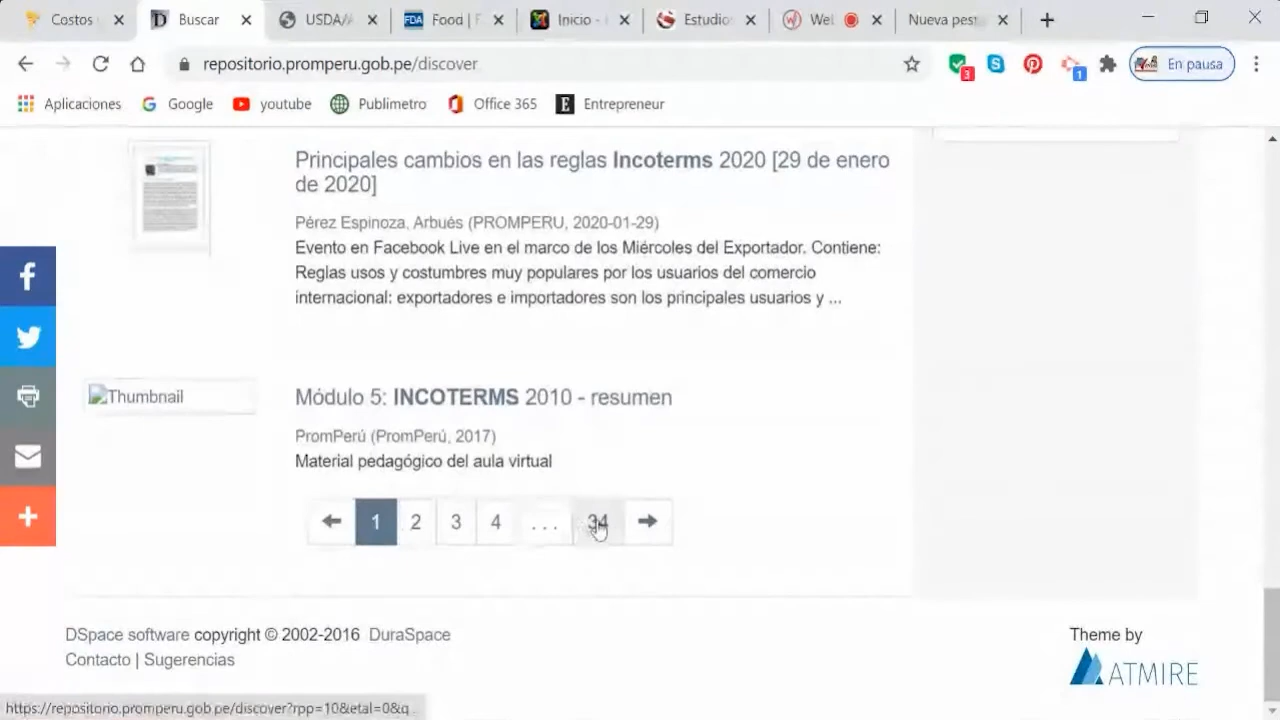 Costos
Buscar
USDA/
Food | F
Inicio -
Estudio
Wel
Nueva pest
repositorio.promperu.gob.pe/discover
3
1
En pausa
Aplicaciones
Google
youtube
Publimetro
Office 365
Entrepreneur
Principales cambios en las reglas Incoterms 2020 [29 de enero
de 2020]
Pérez Espinoza, Arbués (PROMPERU, 2020-01-29)
Evento en Facebook Live en el marco de los Miércoles del Exportador. Contiene:
Reglas usos y costumbres muy populares por los usuarios del comercio
internacional: exportadores e importadores son los principales usuarios y ...
Thumbnail
Módulo 5: INCOTERMS 2010 - resumen
PromPerú (PromPerú, 2017)
Material pedagógico del aula virtual
1 2 3 4 ... 34
DSpace software copyright © 2002-2016 DuraSpace
Contacto | Sugerencias
Theme by
ATMIRE
https://repositorio.promperu.gob.pe/discover?rpp=10&etal=0&q...